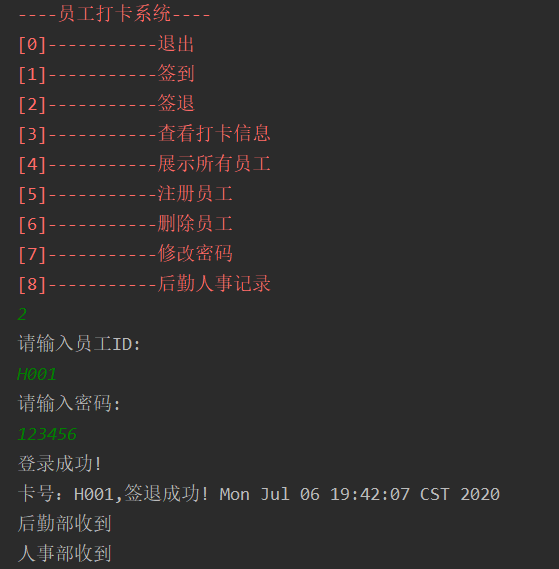 ----员工打卡系统----
[0]-----------退出
[1]-----------签到
[2]-----------签退
[3]-----------查看打卡信息
[4]-----------展示所有员工
[5]-----------注册员工
[6]-----------删除员工
[7]-----------修改密码
[8]-----------后勤人事记录
2
请输入员工ID:
H001
请输入密码:
123456
登录成功!
卡号：H001,签退成功! Mon Jul 06 19:42:07 CST 2020
后勤部收到
人事部收到